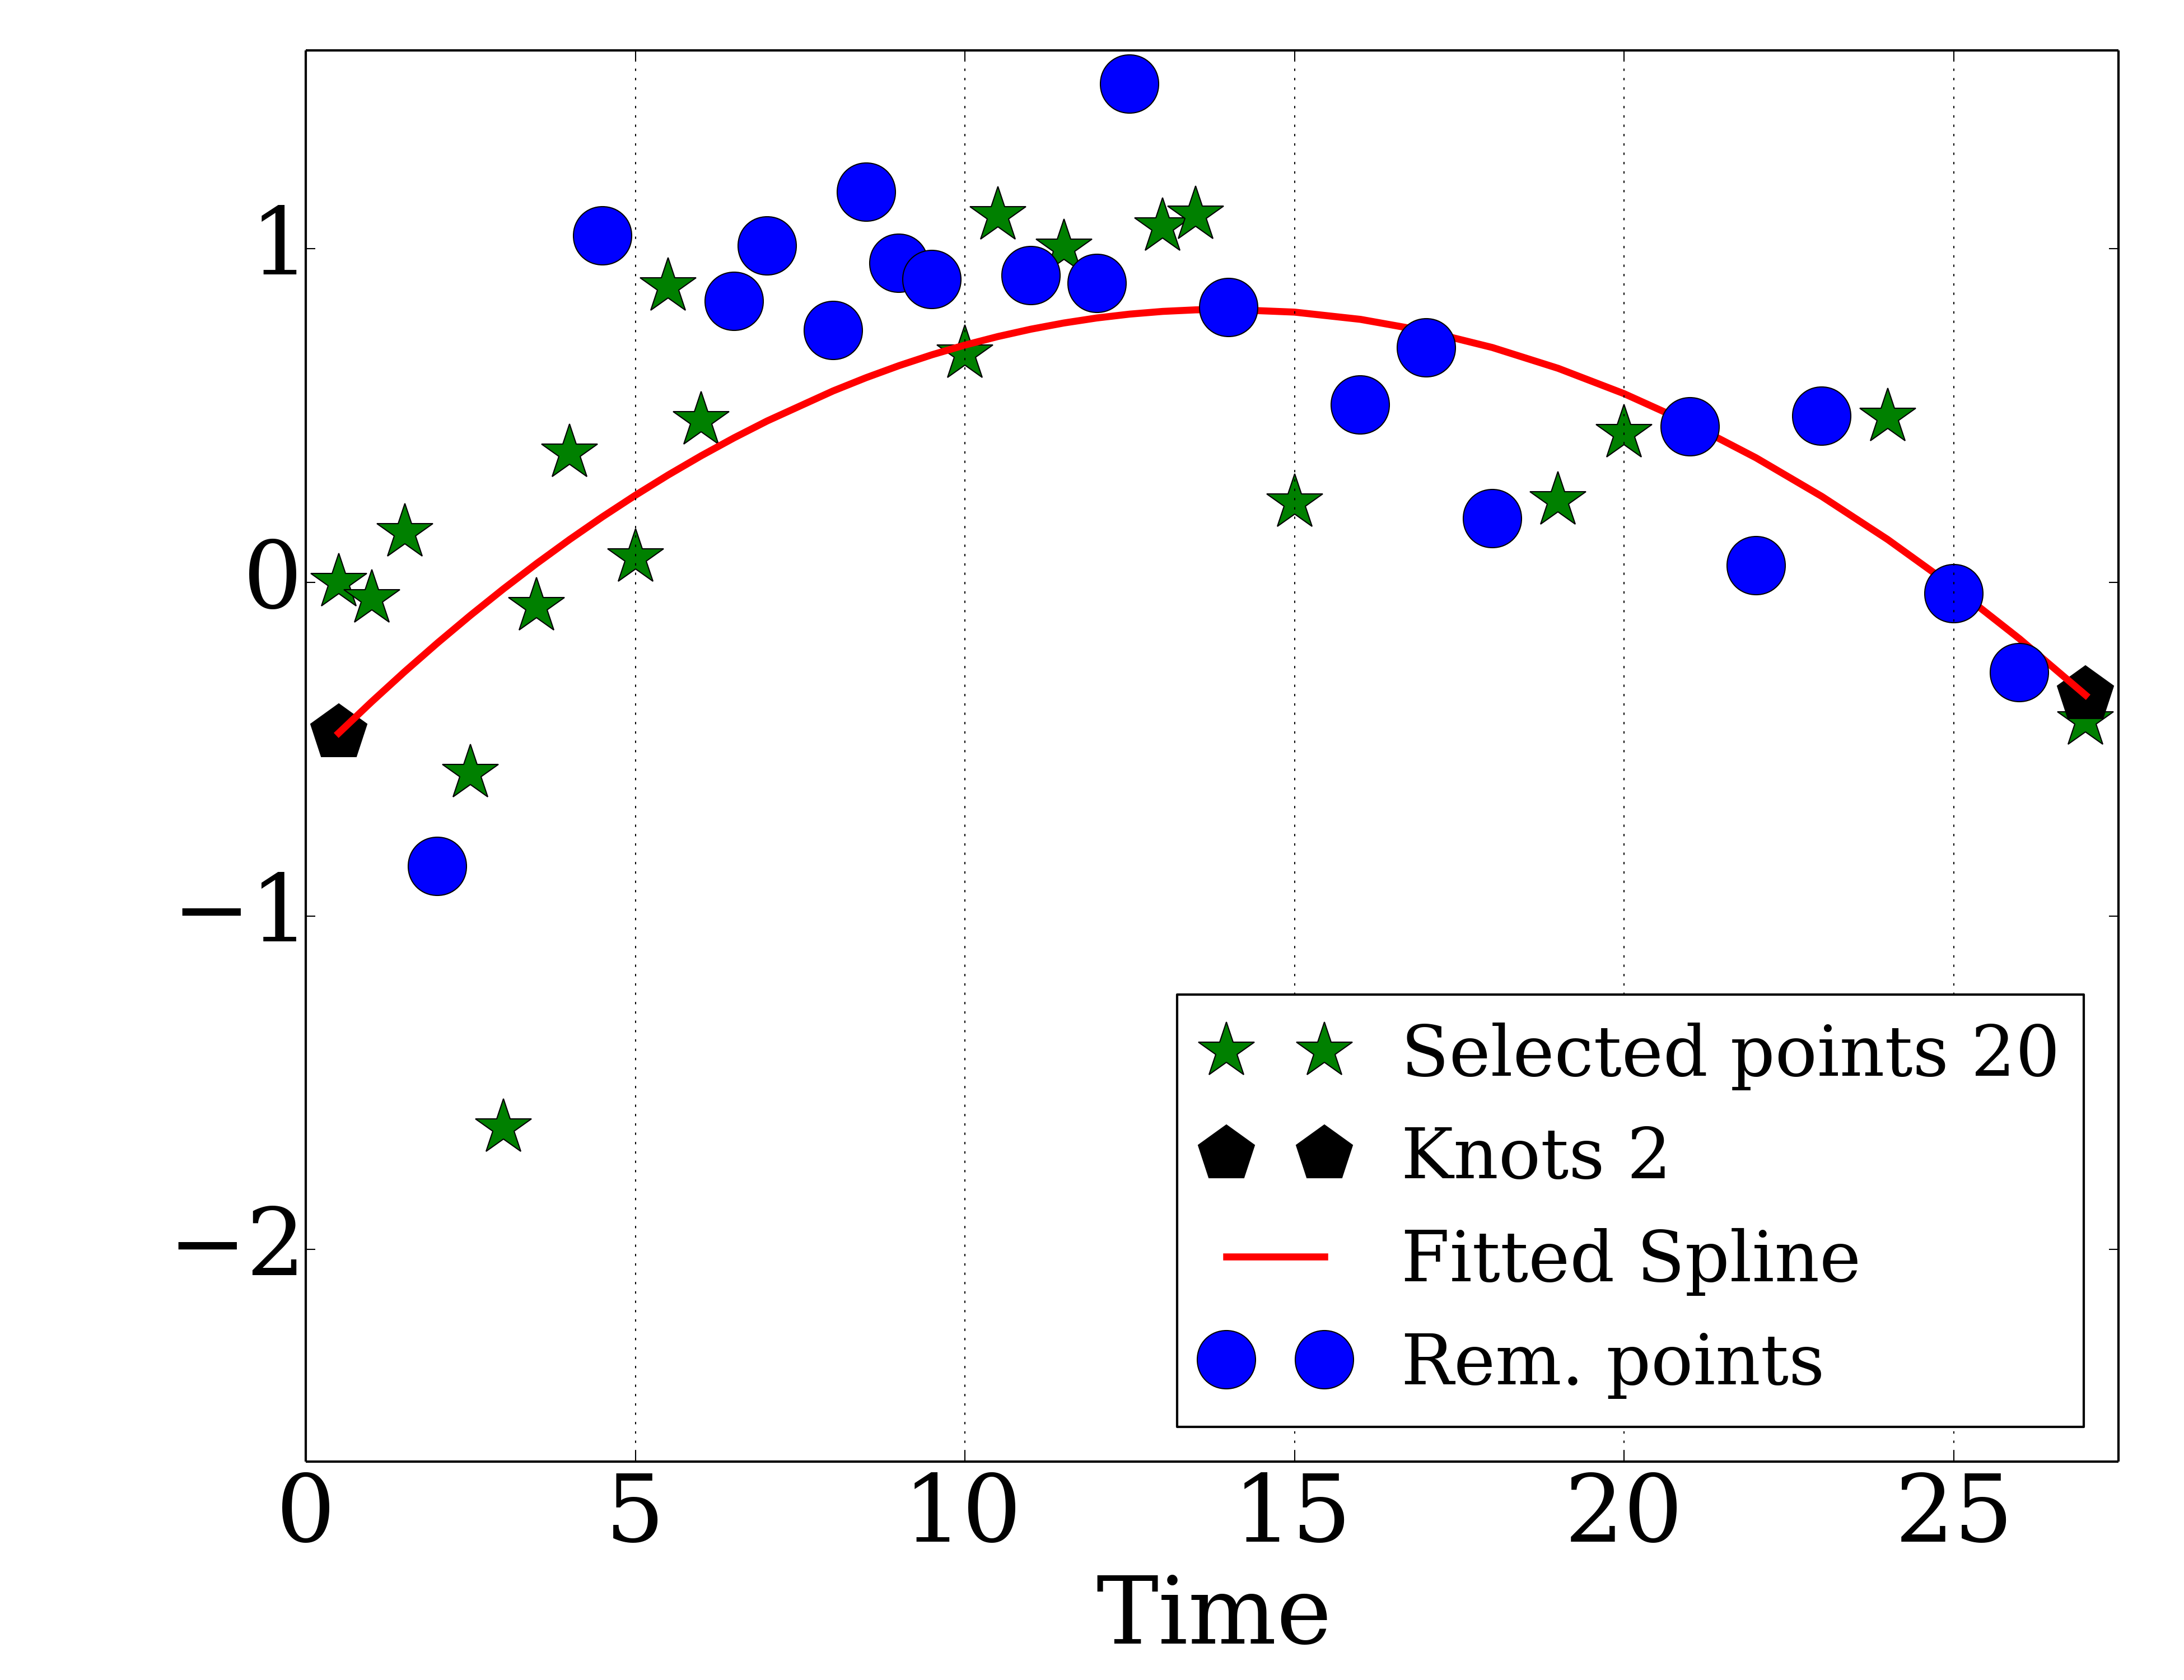 1
0
−1
−2
Selected points 20
Knots 2
Fitted Spline
Rem. points
0 5 10 15 20 25
Time